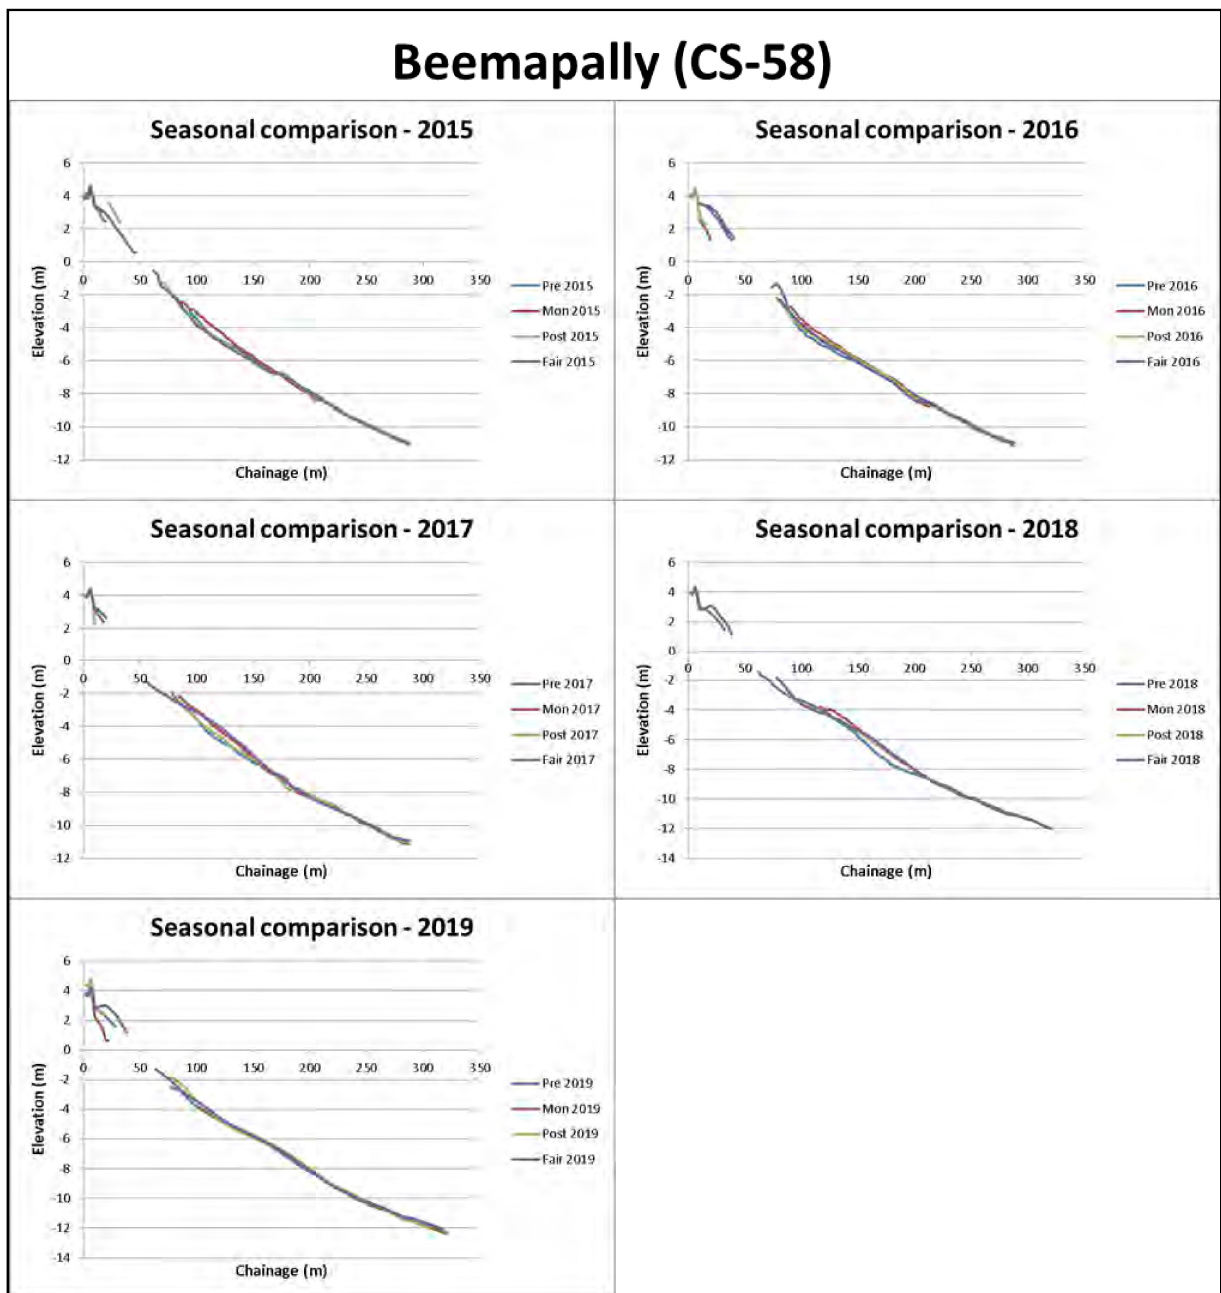 Beemapally (CS-58)
Seasonal comparison - 2015
6
4
2
0
0 50 100 150 200 250 300 350
-2
-4
-6
-8
-10
-12
Elevation (m)
Chainage (m)
Pre 2015
Mon 2015
Post 2015
Fair 2015
Seasonal comparison - 2016
6
4
2
0
0 50 100 150 200 250 300 350
-2
-4
-6
-8
-10
-12
Elevation (m)
Chainage (m)
Pre 2016
Mon 2016
Post 2016
Fair 2016
Seasonal comparison - 2017
6
4
2
0
0 50 100 150 200 250 300 350
-2
-4
-6
-8
-10
-12
Elevation (m)
Chainage (m)
Pre 2017
Mon 2017
Post 2017
Fair 2017
Seasonal comparison - 2018
6
4
2
0
0 50 100 150 200 250 300 350
-2
-4
-6
-8
-10
-12
-14
Elevation (m)
Chainage (m)
Pre 2018
Mon 2018
Post 2018
Fair 2018
Seasonal comparison - 2019
6
4
2
0
0 50 100 150 200 250 300 350
-2
-4
-6
-8
-10
-12
-14
Elevation (m)
Chainage (m)
Pre 2019
Mon 2019
Post 2019
Fair 2019